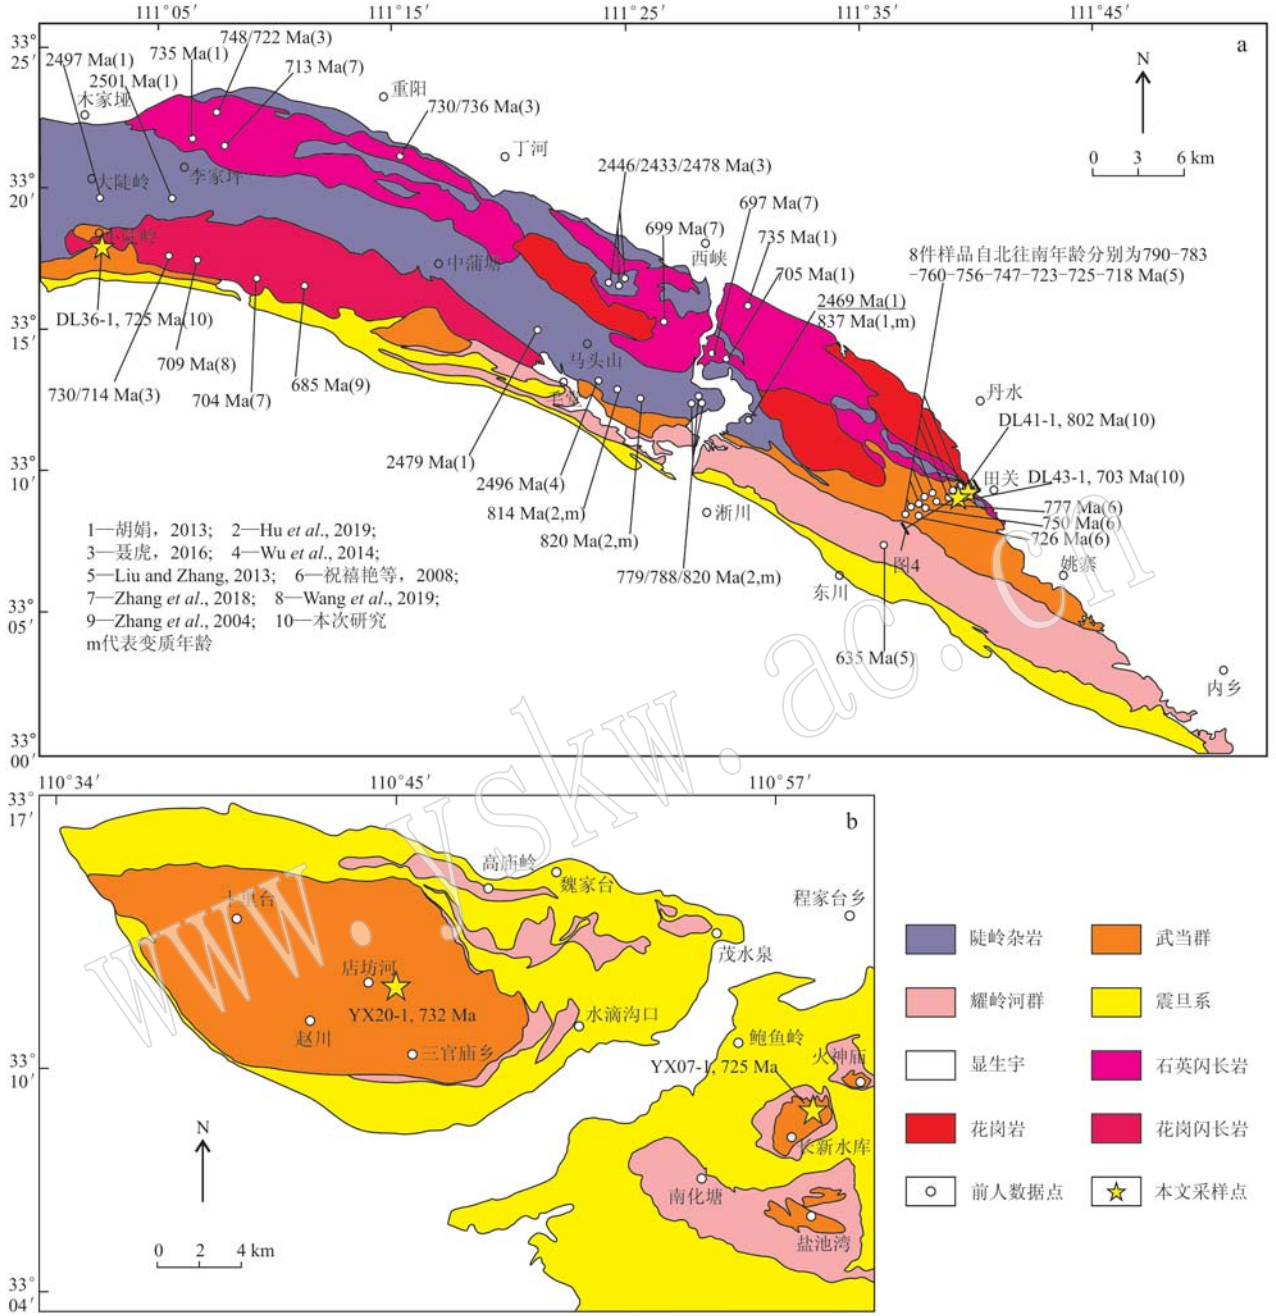 111°05′ 111°15′ 111°25′ 111°35′ 111°45′
a
33°
25′
748/722 Ma(3)
2497 Ma(1)
735 Ma(1)
713 Ma(7)
2501 Ma(1)
木家垭
重阳
730/736 Ma(3)
N
丁河
0 3 6 km
2446/2433/2478 Ma(3)
33°
20′
大陡岭
李家坪
697 Ma(7)
699 Ma(7)
735 Ma(1)
西峡
小陡岭
中蒲塘
8件样品自北往南年龄分别为790-783
-760-756-747-723-725-718 Ma(5)
705 Ma(1)
2469 Ma(1)
837 Ma(1,m)
DL36-1, 725 Ma(10)
33°
15′
709 Ma(8)
马头山
685 Ma(9)
730/714 Ma(3)
704 Ma(7)
丹水
DL41-1, 802 Ma(10)
2479 Ma(1)
33°
10′
田关
DL43-1, 703 Ma(10)
2496 Ma(4)
777 Ma(6)
814 Ma(2,m)
淅川
750 Ma(6)
820 Ma(2,m)
726 Ma(6)
图4
姚寨
779/788/820 Ma(2,m)
东川
1—胡娟，2013; 2—Hu et al., 2019;
3—聂虎，2016; 4—Wu et al., 2014;
5—Liu and Zhang, 2013; 6—祝禧艳等，2008;
7—Zhang et al., 2018; 8—Wang et al., 2019;
9—Zhang et al., 2004; 10—本次研究
m代表变质年龄
33°
05′
635 Ma(5)
内乡
33°
00′
www.yskw.ac.cn
110°34′ 110°45′ 110°57′
33°
17′
b
高庙岭
魏家台
十里台
程家台乡
茂水泉
店坊河
YX20-1, 732 Ma
水滴沟口
赵川
三官庙乡
鲍鱼岭
火神庙
YX07-1, 725 Ma
33°
10′
N
长新水库
南化塘
盐池湾
0 2 4 km
33°
04′
陡岭杂岩 武当群
耀岭河群 震旦系
显生宇 石英闪长岩
花岗岩 花岗闪长岩
前人数据点 本文采样点